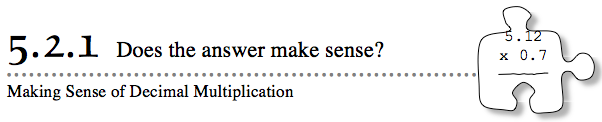 5.2.1 Does the answer make sense?
Making Sense of Decimal Multiplication
5.12
x 0.7